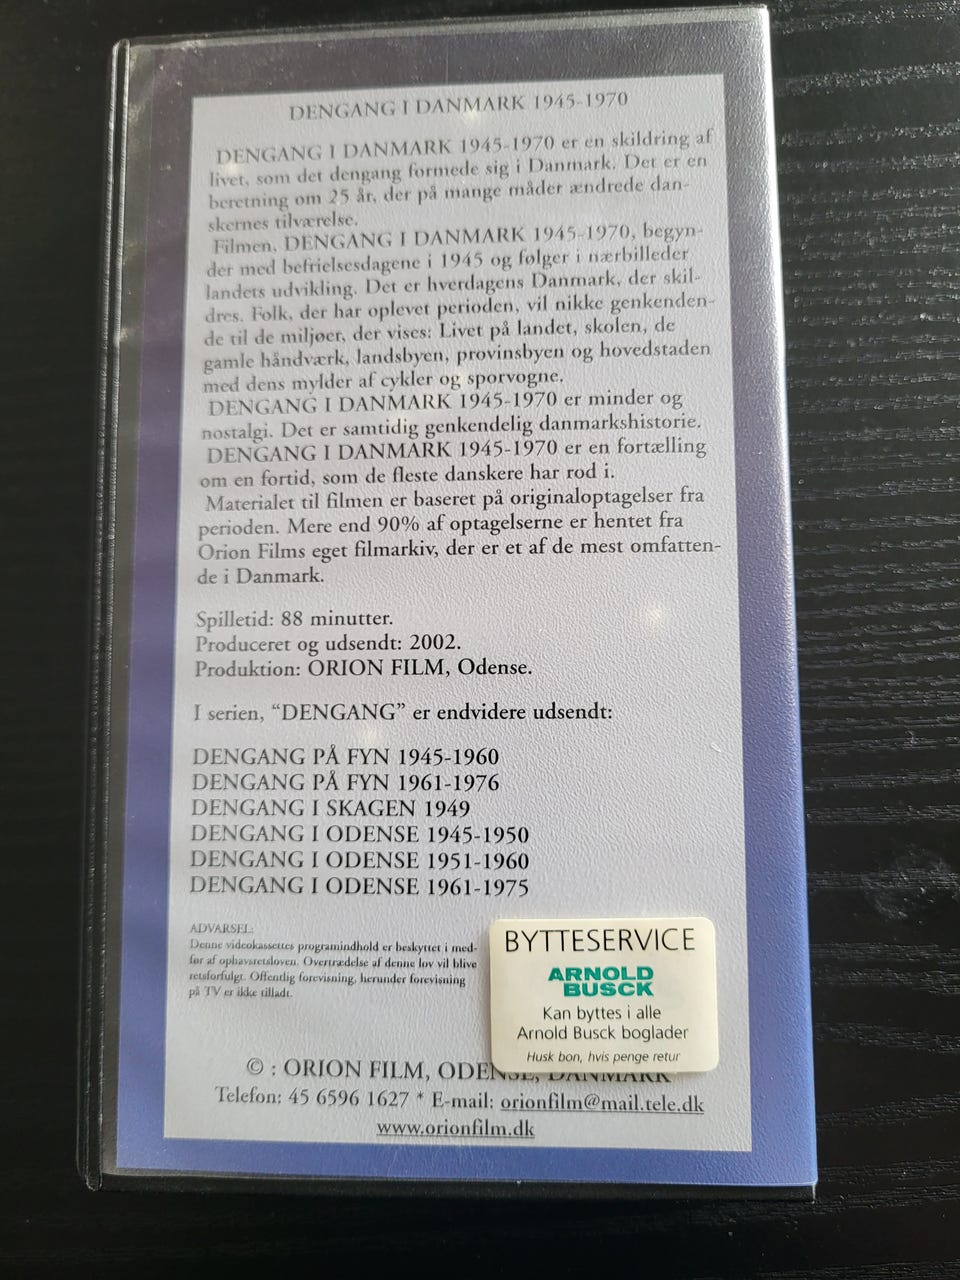 DENGANG I DANMARK 1945-1970
DENGANG I DANMARK 1945-1970 er en skildring af
livet, som det dengang formede sig i Danmark. Det er en
beretning om 25 år, der på mange måder ændrede dan-
skernes tilværelse.
Filmen, DENGANG I DANMARK 1945-1970, begyn-
der med befrielsesdagene i 1945 og følger i nærbilleder
landets udvikling. Det er hverdagens Danmark, der skil-
dres. Folk, der har oplevet perioden, vil nikke genkenden-
de til de miljøer, der vises: Livet på landet, skolen, de
gamle håndværk, landsbyen, provinsbyen og hovedstaden
med dens mylder af cykler og sporvogne.
DENGANG I DANMARK 1945-1970 er minder og
nostalgi. Det er samtidig genkendelig danmarkshistorie.
DENGANG I DANMARK 1945-1970 er en fortælling
om en fortid, som de fleste danskere har rod i.
Materialet til filmen er baseret på originaloptagelser fra
perioden. Mere end 90% af optagelserne er hentet fra
Orion Films eget filmarkiv, der er et af de mest omfatten-
de i Danmark.
Spilletid: 88 minutter.
Produceret og udsendt: 2002.
Produktion: ORION FILM, Odense.
I serien, “DENGANG” er endvidere udsendt:
DENGANG PÅ FYN 1945-1960
DENGANG PÅ FYN 1961-1976
DENGANG I SKAGEN 1949
DENGANG I ODENSE 1945-1950
DENGANG I ODENSE 1951-1960
DENGANG I ODENSE 1961-1975
ADVARSEL:
Denne videokassettes programindhold er beskyttet i med-
før af ophavsretsloven. Overtrædelse af denne lov vil blive
retsforfulgt. Offentlig forevisning, herunder forevisning
på TV er ikke tilladt.
BYTTESERVICE
ARNOLD
BUSCK
Kan byttes i alle
Arnold Busck boglader
Husk bon, hvis penge retur
© : ORION FILM, ODENSE, DANMARK
Telefon: 45 6596 1627 * E-mail: orionfilm@mail.tele.dk
www.orionfilm.dk